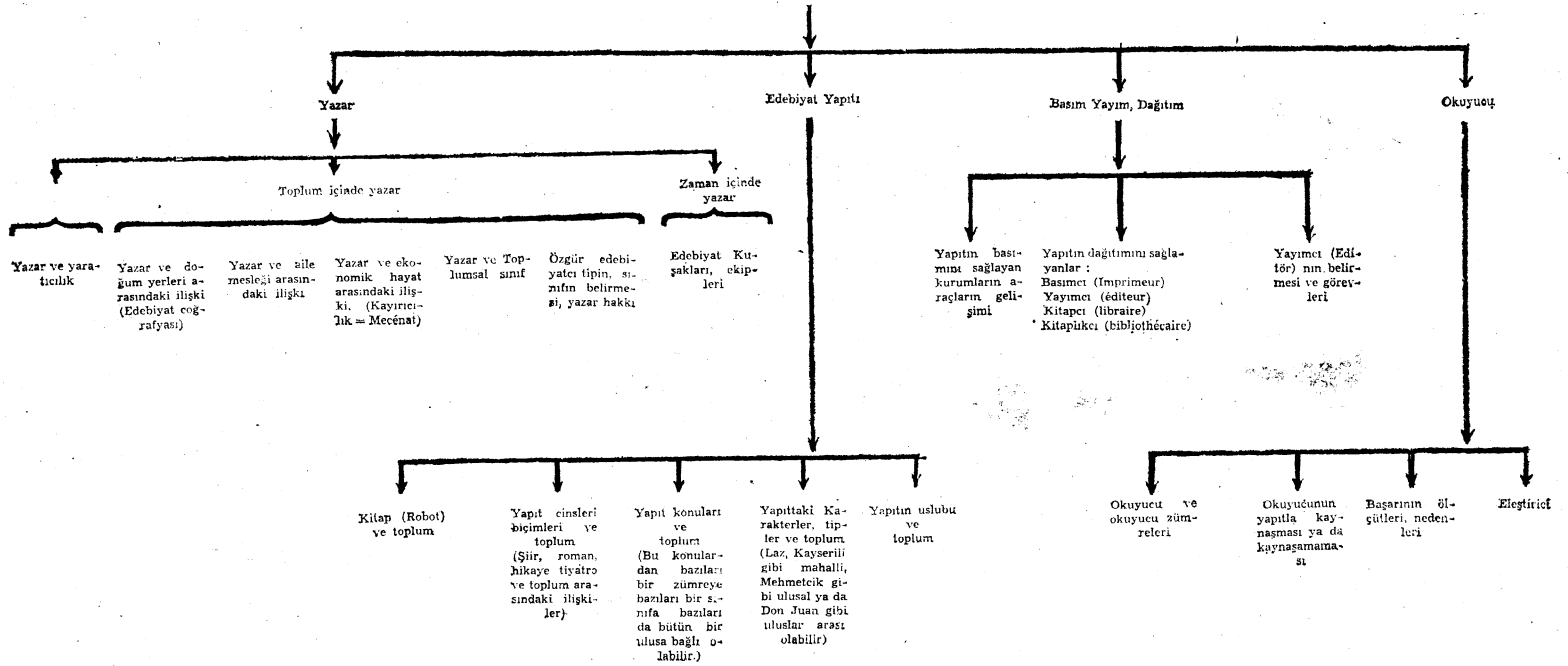 Yazar
Edebiyat Yapıtı
Basım Yayım, Dağıtım
Okuyucu
Toplum içinde yazar
Zaman içinde
yazar
Yazar ve yara-
tıcılık
Yazar ve do-
ğum yerleri a-
rasındaki ilişki
(Edebiyat coğ-
rafyası)
Yazar ve aile
mesleği arasın-
daki ilişki
Yazar ve eko-
nomik hayat
arasındaki iliş-
ki. (Kayırıcı-
lık = Mecénat)
Yazar ve Top-
lumsal sınıf
Özgür edebi-
yatcı tipin, sı-
nıfın belirme-
si, yazar hakkı
Edebiyat Ku-
şakları, ekip-
leri
Yapıtın bası-
mını sağlayan
kurumların a-
raçların geli-
şimi
Yapıtın dağıtımını sağla-
yanlar :
Basımcı (Imprimeur)
Yayımcı (éditeur)
Kitapcı (libraire)
Kitaplıkcı (bibliothécaire)
Yayımcı (Edi-
tör) nın belir-
mesi ve görev-
leri
Kitap (Robot)
ve toplum
Yapıt cinsleri
biçimleri ve
toplum
(Şiir, roman,
hikaye tiyatro
ve toplum ara-
sındaki ilişki-
ler)
Yapıt konuları
ve
toplum
(Bu konular-
dan bazıları
bir zümreye
bazıları bir sı-
nıfa bazıları
da bütün bir
ulusa bağlı o-
labilir.)
Yapıttaki Ka-
rakterler, tip-
ler ve toplum
(Laz, Kayserili
gibi mahalli,
Mehmetcik gi-
bi ulusal ya da
Don Juan gibi
uluslar arası
olabilir)
Yapıtın uslubu
ve
toplum
Okuyucu ve
okuyucu züm-
releri
Okuyucunun
yapıtla kay-
naşması ya da
kaynaşamama-
sı
Başarının öl-
çütleri, neden-
leri
Eleştirici